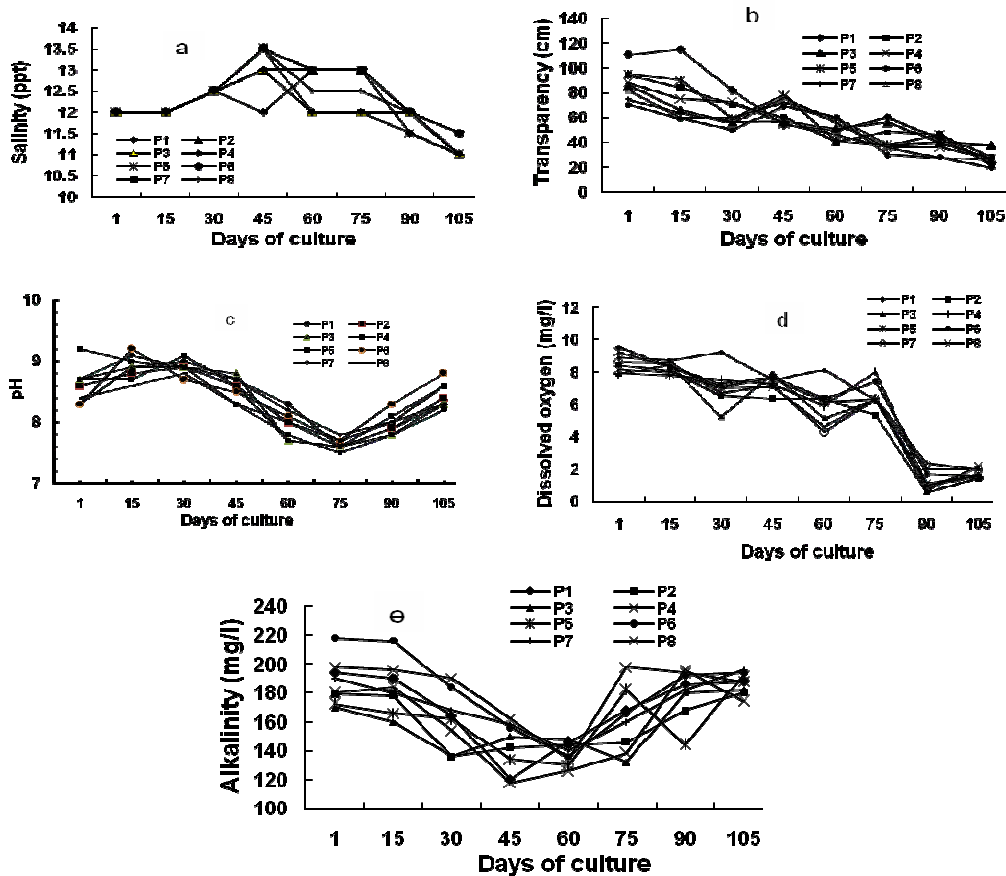 a
Salinity (ppt)
14
13.5
13
12.5
12
11.5
11
10.5
10
P1 P2
P3 P4
P5 P6
P7 P8
1 15 30 45 60 75 90 105
Days of culture
b
Transparency (cm)
140
120
100
80
60
40
20
0
P1 P2
P3 P4
P5 P6
P7 P8
1 15 30 45 60 75 90 105
Days of culture
c
pH
10
9
8
7
P1 P2
P3 P4
P5 P6
P7 P8
1 15 30 45 60 75 90 105
Days of culture
d
Dissolved oxygen (mg/l)
12
10
8
6
4
2
0
P1 P2
P3 P4
P5 P6
P7 P8
1 15 30 45 60 75 90 105
Days of culture
e
Alkalinity (mg/l)
240
220
200
180
160
140
120
100
P1 P2
P3 P4
P5 P6
P7 P8
1 15 30 45 60 75 90 105
Days of culture